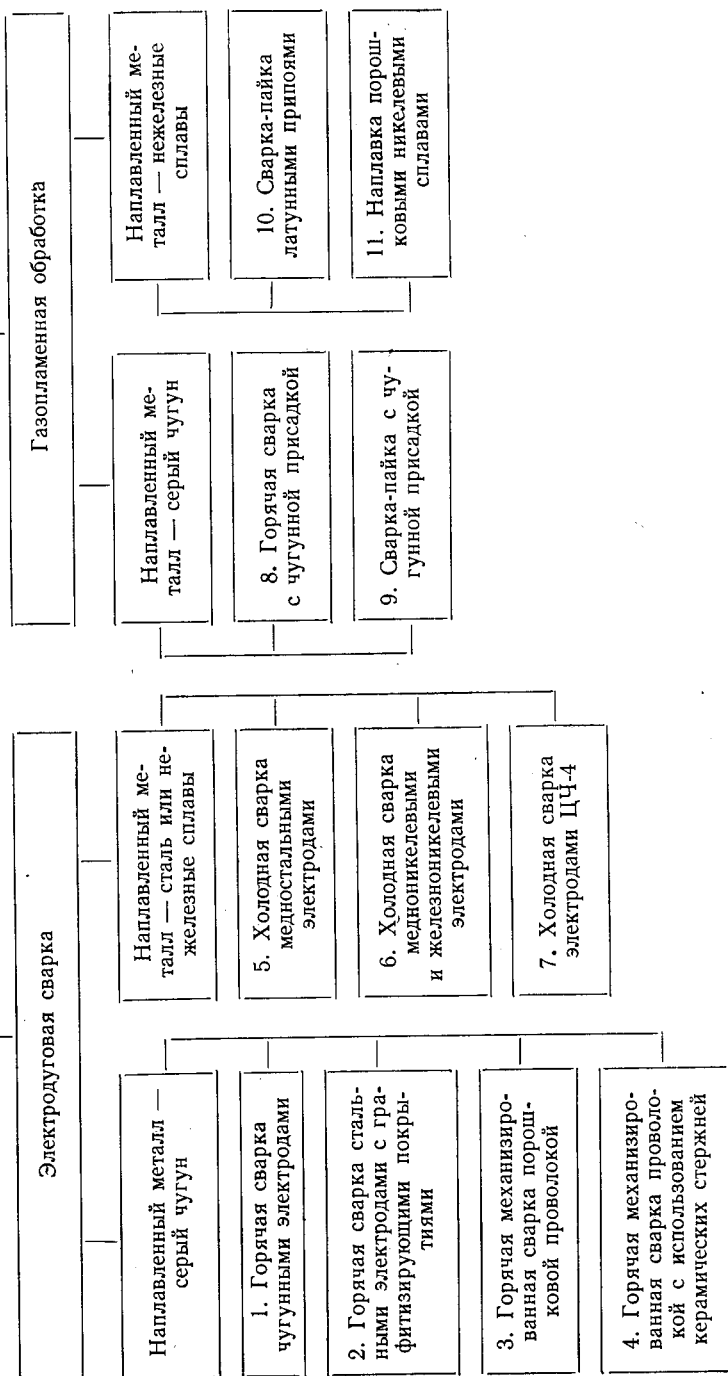 Электродуговая сварка
Наплавленный металл —
серый чугун
1. Горячая сварка
чугунными электродами
2. Горячая сварка сталь-
ными электродами с гра-
фитизирующими покры-
тиями
3. Горячая механизиро-
ванная сварка порош-
ковой проволокой
4. Горячая механизиро-
ванная сварка проволо-
кой с использованием
керамических стержней
Наплавленный ме-
талл — сталь или не-
железные сплавы
5. Холодная сварка
медностальными
электродами
6. Холодная сварка
медноникелевыми
и железноникелевыми
электродами
7. Холодная сварка
электродами ЦЧ-4
Газопламенная обработка
Наплавленный ме-
талл — серый чугун
8. Горячая сварка
с чугунной присадкой
9. Сварка-пайка с чу-
гунной присадкой
Наплавленный ме-
талл — нежелезные
сплавы
10. Сварка-пайка
латунными припоями
11. Наплавка порош-
ковыми никелевыми
сплавами